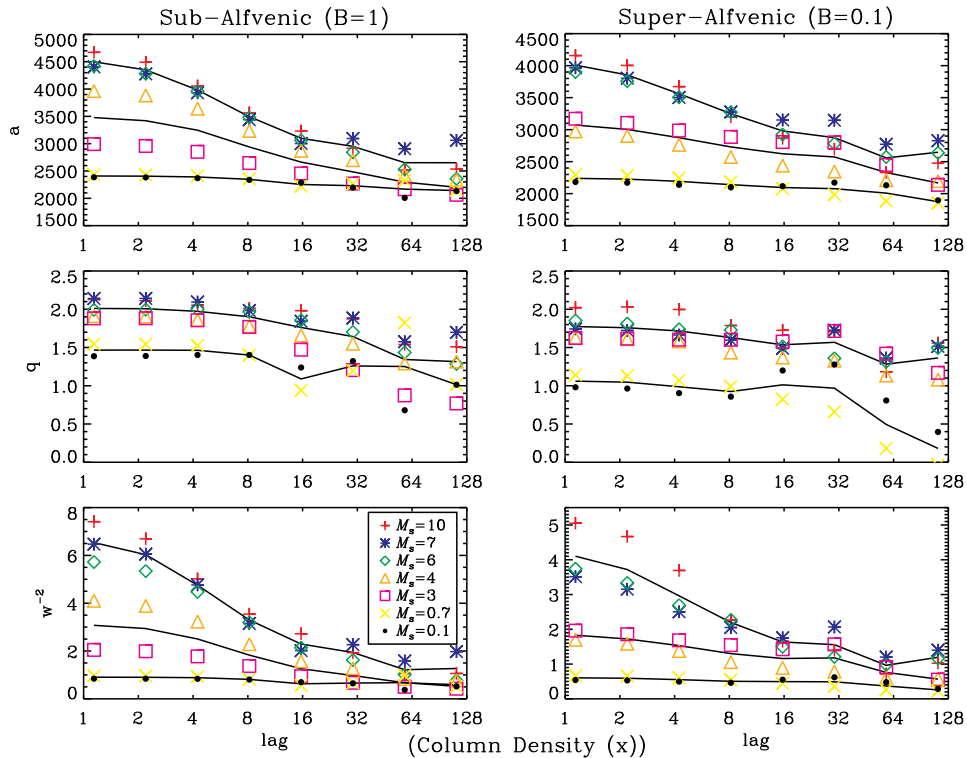 Sub-Alfvenic (B=1)
Super-Alfvenic (B=0.1)
a
5000
4500
4000
3500
3000
2500
2000
1500
1 2 4 8 16 32 64 128
4500
4000
3500
3000
2500
2000
1500
1 2 4 8 16 32 64 128
q
2.5
2.0
1.5
1.0
0.5
0.0
1 2 4 8 16 32 64 128
2.5
2.0
1.5
1.0
0.5
0.0
1 2 4 8 16 32 64 128
w⁻²
8
6
4
2
0
Mₛ=10
Mₛ=7
Mₛ=6
Mₛ=4
Mₛ=3
Mₛ=0.7
Mₛ=0.1
1 2 4 8 16 32 64 128
lag
5
4
3
2
1
0
1 2 4 8 16 32 64 128
lag
(Column Density (x))